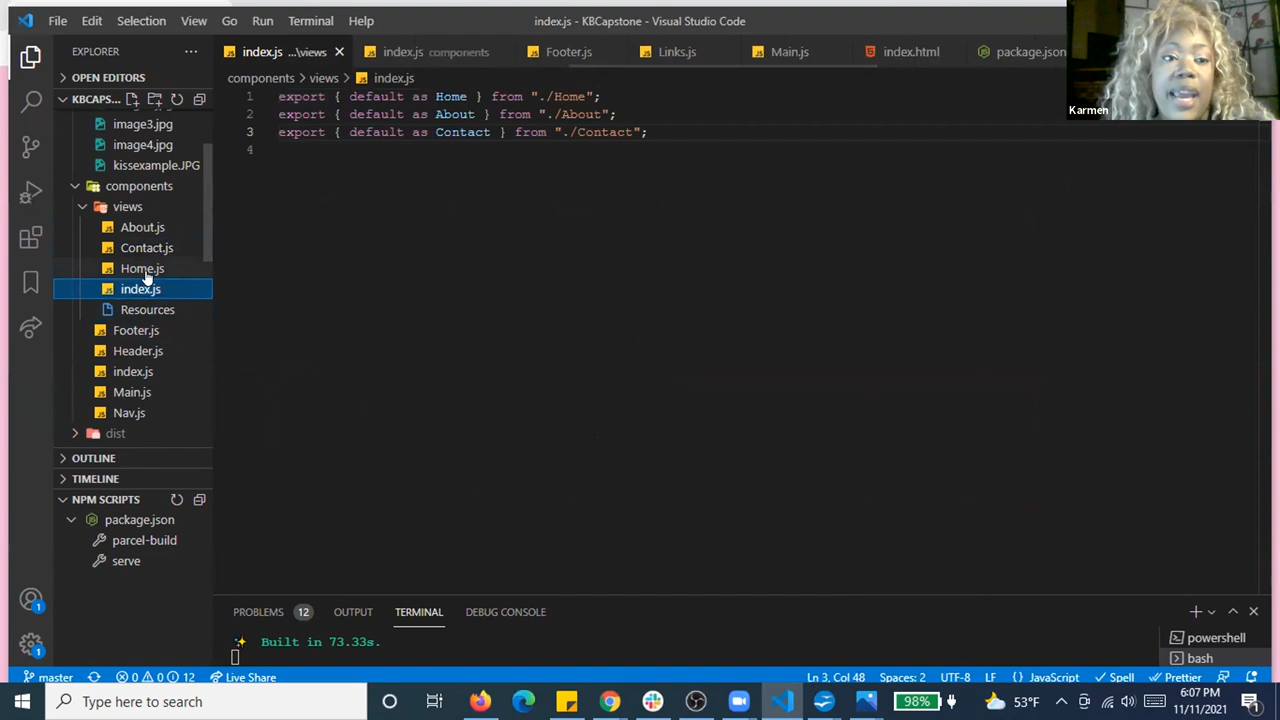 File Edit Selection View Go Run Terminal Help
index.js - KBCapstone - Visual Studio Code
EXPLORER
index.js ...\views
index.js components
Footer.js
Links.js
Main.js
index.html
package.json
Karmen
OPEN EDITORS
components > views > index.js
KBCAPS...
1 export { default as Home } from "./Home";
2 export { default as About } from "./About";
3 export { default as Contact } from "./Contact";
4
image3.jpg
image4.jpg
kissexample.JPG
components
views
About.js
Contact.js
Home.js
index.js
Resources
Footer.js
Header.js
index.js
Main.js
Nav.js
dist
OUTLINE
TIMELINE
NPM SCRIPTS
package.json
parcel-build
serve
PROBLEMS 12 OUTPUT TERMINAL DEBUG CONSOLE
Built in 73.33s.
powershell
bash
1
1
master 0 0 12 Live Share
Ln 3, Col 48 Spaces: 2 UTF-8 LF JavaScript Spell Prettier
Type here to search
98%
53°F
6:07 PM
11/11/2021
1